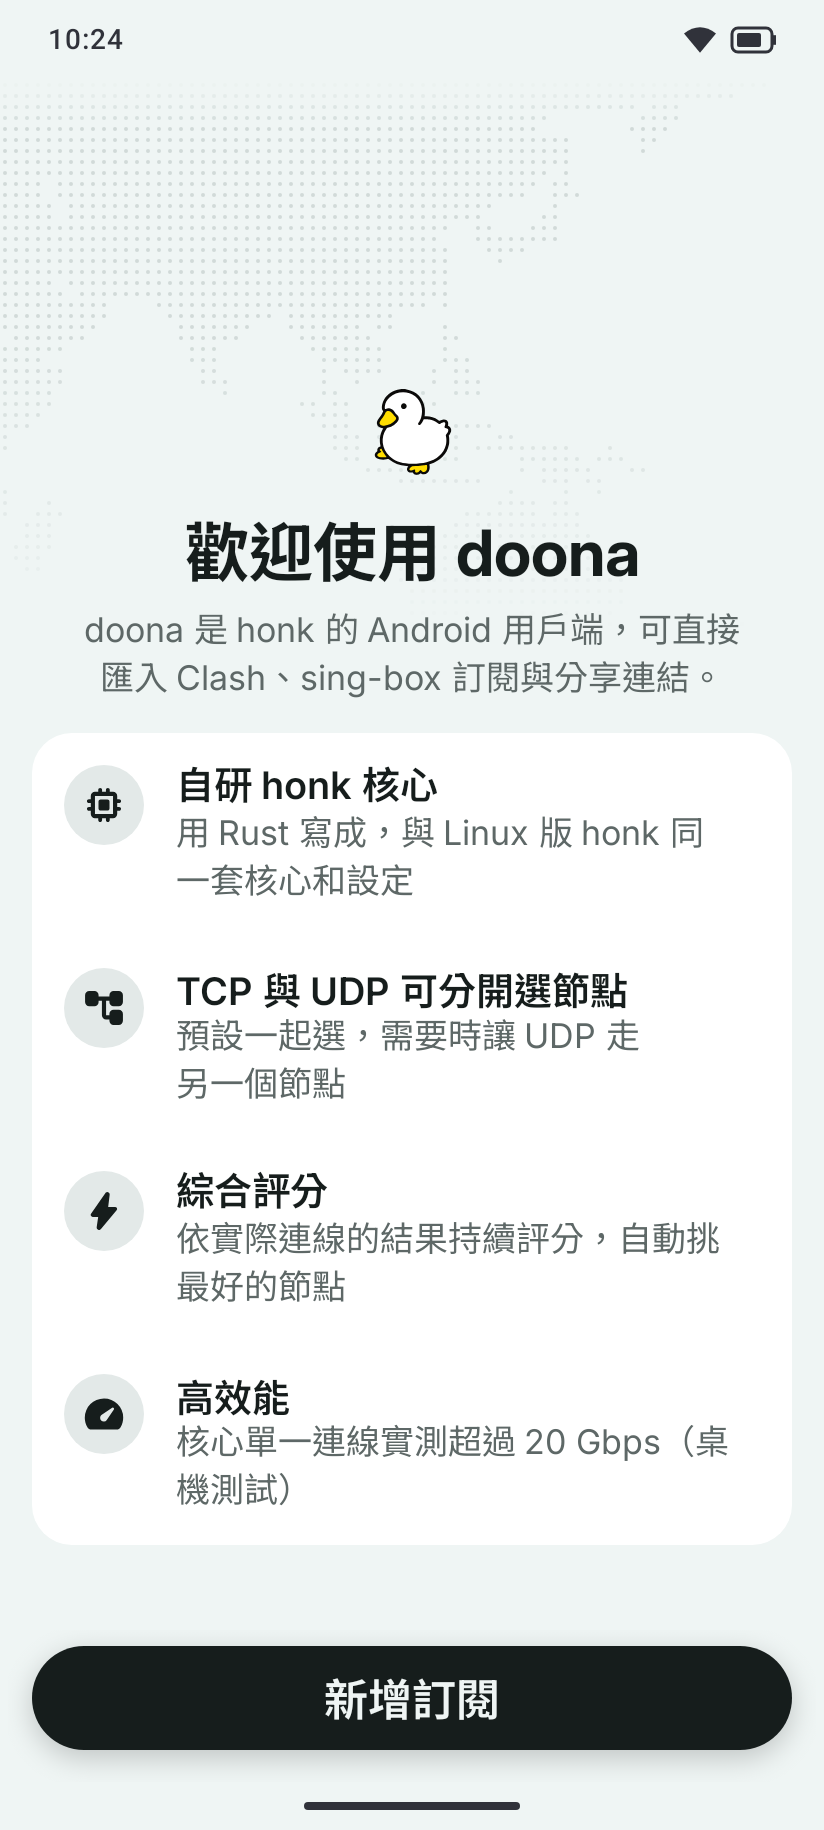 10:24
歡迎使用 doona
doona 是 honk 的 Android 用戶端，可直接
匯入 Clash、sing-box 訂閱與分享連結。
自研 honk 核心
用 Rust 寫成，與 Linux 版 honk 同
一套核心和設定
TCP 與 UDP 可分開選節點
預設一起選，需要時讓 UDP 走
另一個節點
綜合評分
依實際連線的結果持續評分，自動挑
最好的節點
高效能
核心單一連線實測超過 20 Gbps（桌
機測試）
新增訂閱